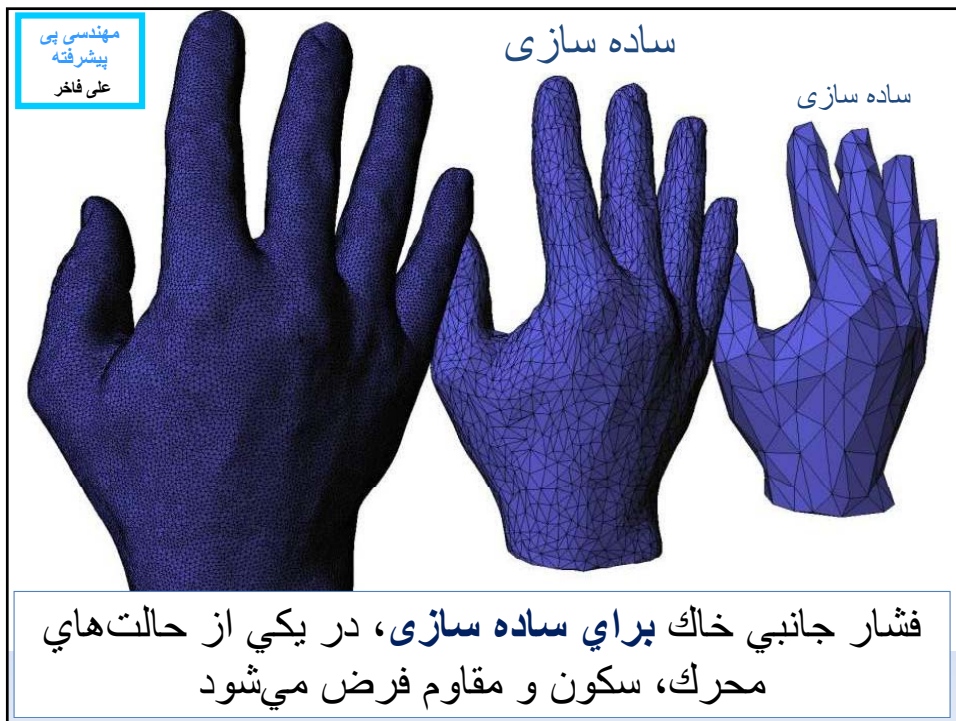 مهندسی پی
پیشرفته
علی فاخر
ساده سازی
ساده سازی
فشار جانبي خاك براي ساده سازی، در يكي از حالت‌هاي
محرك، سكون و مقاوم فرض مي‌شود